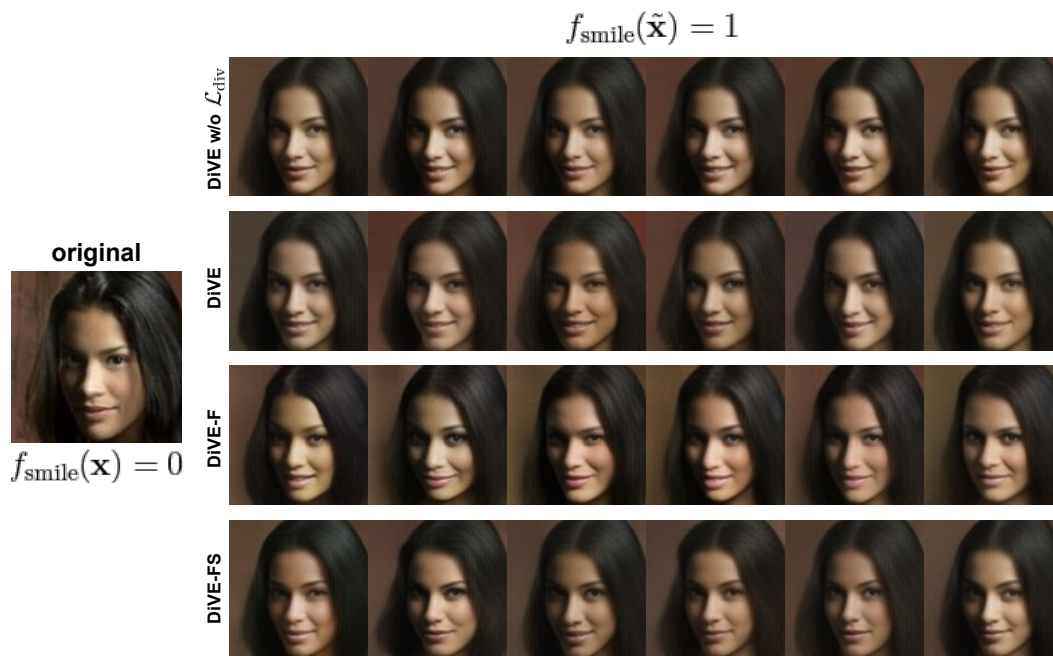 f_smile(x̃) = 1
DiVE w/o ℒ_div
DiVE
original
DiVE-F
f_smile(x) = 0
DiVE-FS